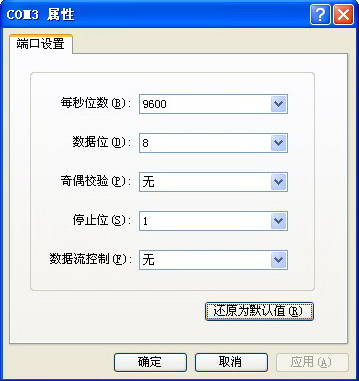 COM3 属性
端口设置
每秒位数(B): 9600
数据位(D): 8
奇偶校验(P): 无
停止位(S): 1
数据流控制(F): 无
还原为默认值(R)
确定 取消 应用(A)